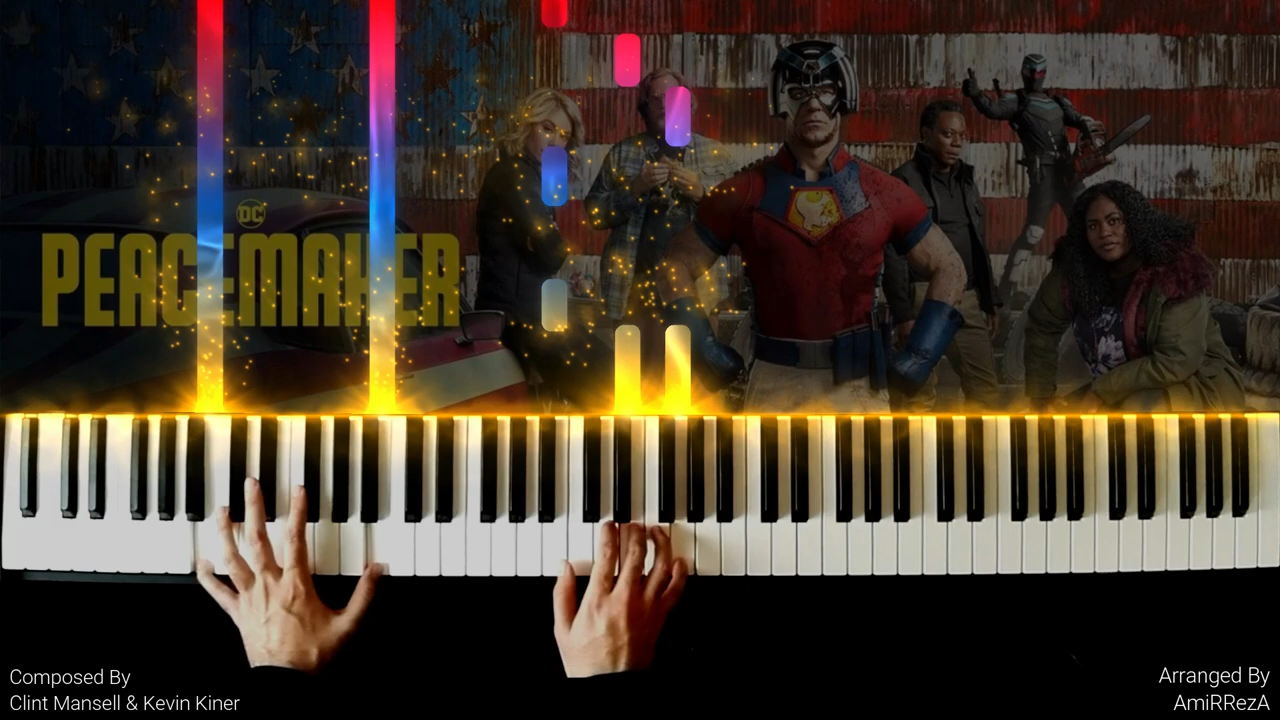 DC
PEACEMAKER
Composed By
Clint Mansell & Kevin Kiner
Arranged By
AmiRRezA